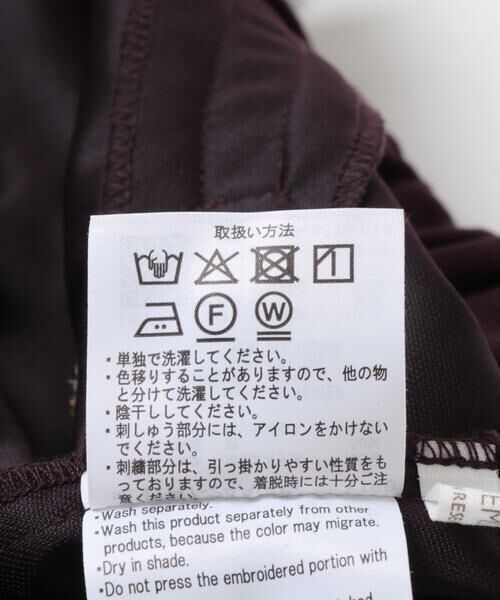 取扱い方法
F
W
・単独で洗濯してください。
・色移りすることがありますので、他の物
と分けて洗濯してください。
・陰干ししてください。
・刺しゅう部分には、アイロンをかけない
でください。
・刺繍部分は、引っ掛かりやすい性質をも
っておりますので、着脱時には十分ご注
意ください。
•Wash separately.
•Wash this product separately from other
products, because the color may migrate.
•Dry in shade.
•Do not press the embroidered portion with